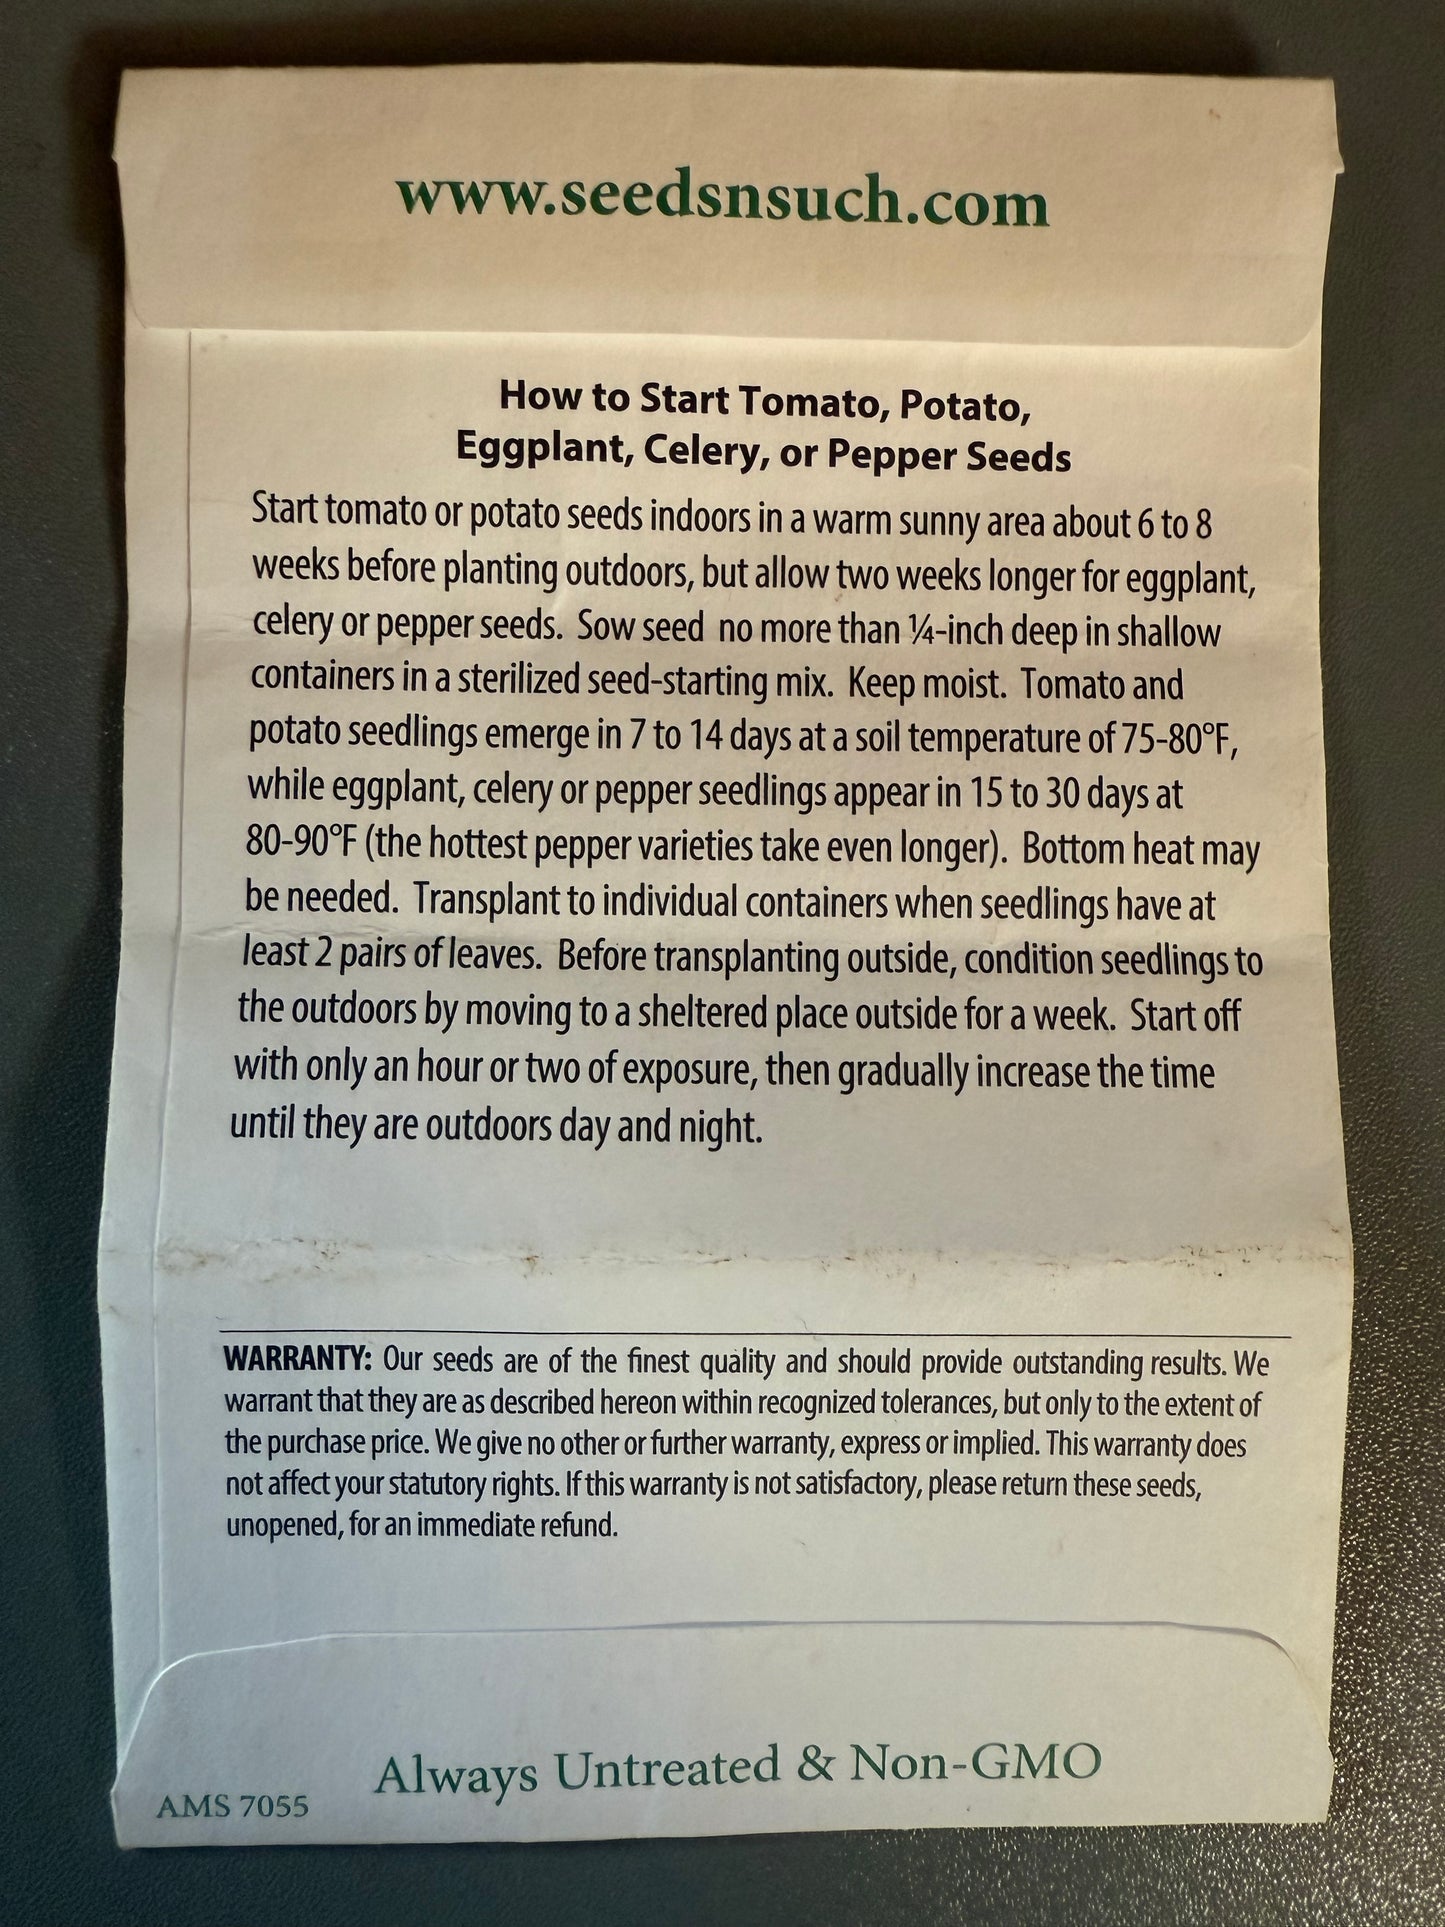 www.seedsnsuch.com
How to Start Tomato, Potato,
Eggplant, Celery, or Pepper Seeds
Start tomato or potato seeds indoors in a warm sunny area about 6 to 8
weeks before planting outdoors, but allow two weeks longer for eggplant,
celery or pepper seeds.  Sow seed  no more than ¼-inch deep in shallow
containers in a sterilized seed-starting mix.  Keep moist.  Tomato and
potato seedlings emerge in 7 to 14 days at a soil temperature of 75-80°F,
while eggplant, celery or pepper seedlings appear in 15 to 30 days at
80-90°F (the hottest pepper varieties take even longer).  Bottom heat may
be needed.  Transplant to individual containers when seedlings have at
least 2 pairs of leaves.  Before transplanting outside, condition seedlings to
the outdoors by moving to a sheltered place outside for a week.  Start off
with only an hour or two of exposure, then gradually increase the time
until they are outdoors day and night.
WARRANTY: Our seeds are of the finest quality and should provide outstanding results. We
warrant that they are as described hereon within recognized tolerances, but only to the extent of
the purchase price. We give no other or further warranty, express or implied. This warranty does
not affect your statutory rights. If this warranty is not satisfactory, please return these seeds,
unopened, for an immediate refund.
Always Untreated & Non-GMO
AMS 7055